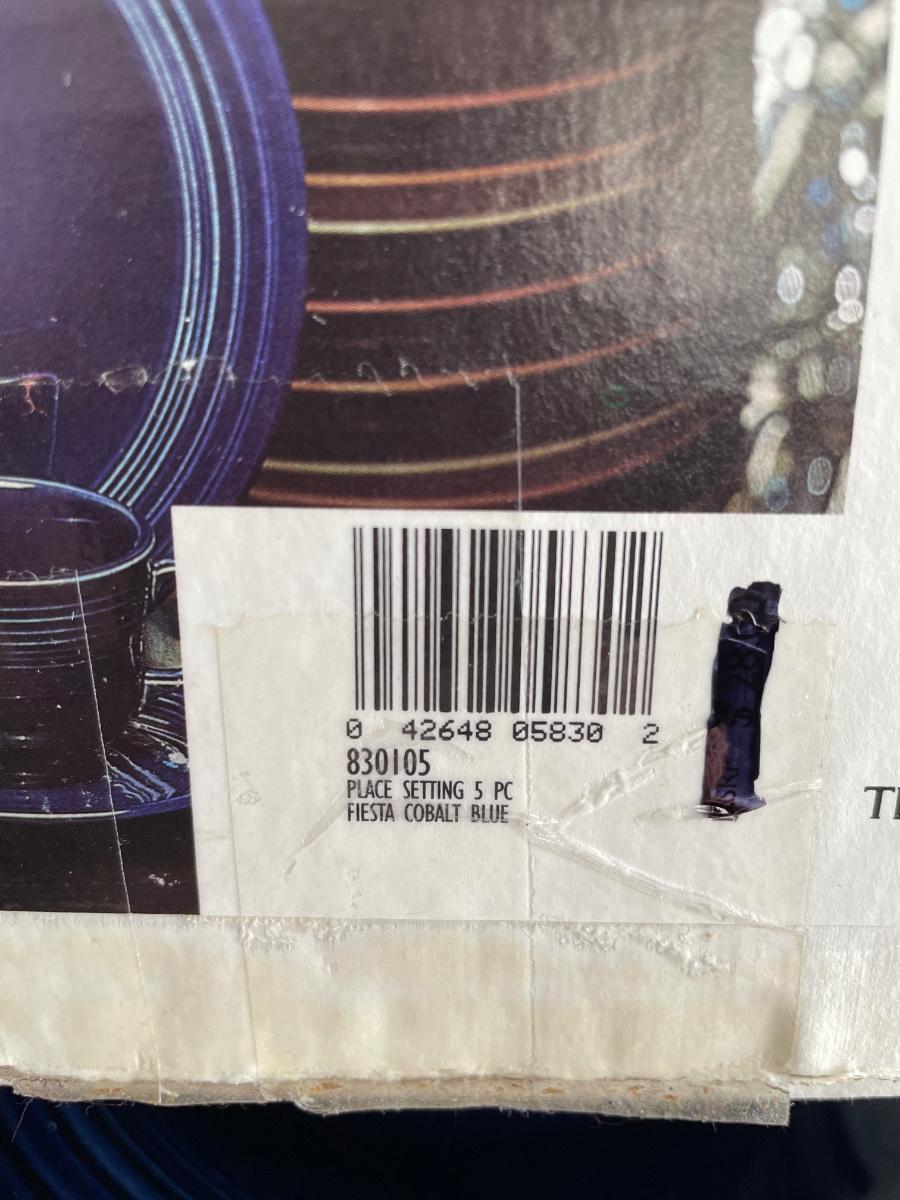 0 42648 05830 2
830105
PLACE SETTING 5 PC
FIESTA COBALT BLUE